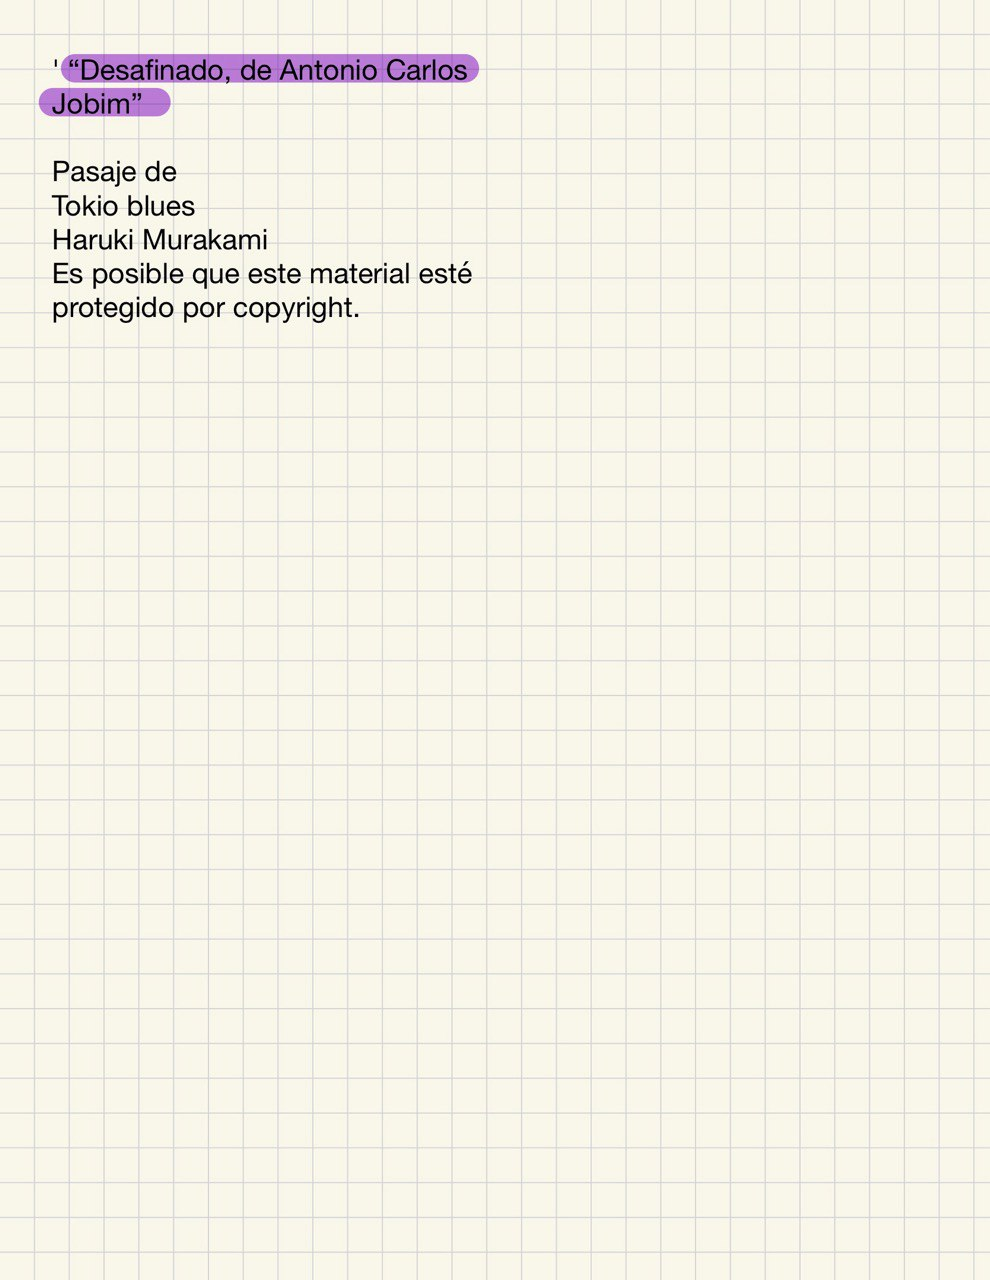 ' “Desafinado, de Antonio Carlos
Jobim”
Pasaje de
Tokio blues
Haruki Murakami
Es posible que este material esté
protegido por copyright.